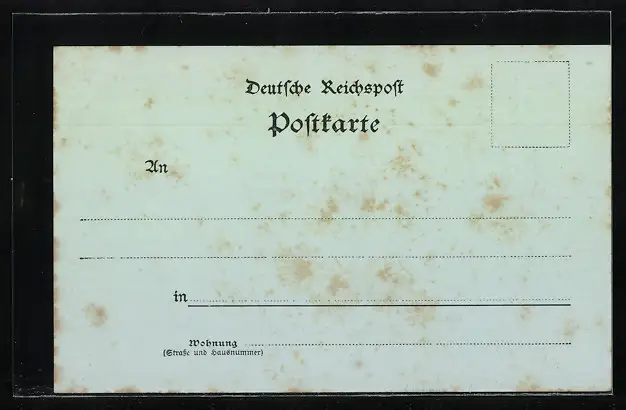 Deutsche Reichspost
Postkarte
An
in
Wohnung
(Straße und Hausnummer)